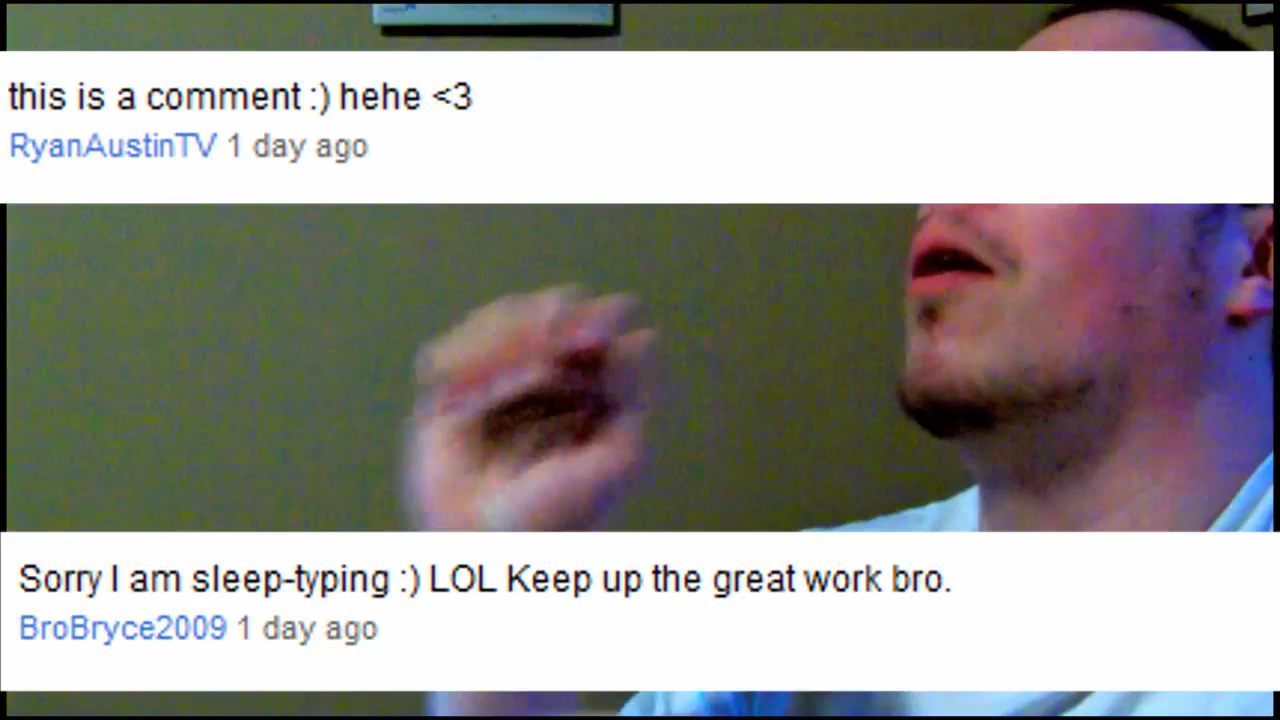 this is a comment :) hehe <3
RyanAustinTV 1 day ago
Sorry I am sleep-typing :) LOL Keep up the great work bro.
BroBryce2009 1 day ago